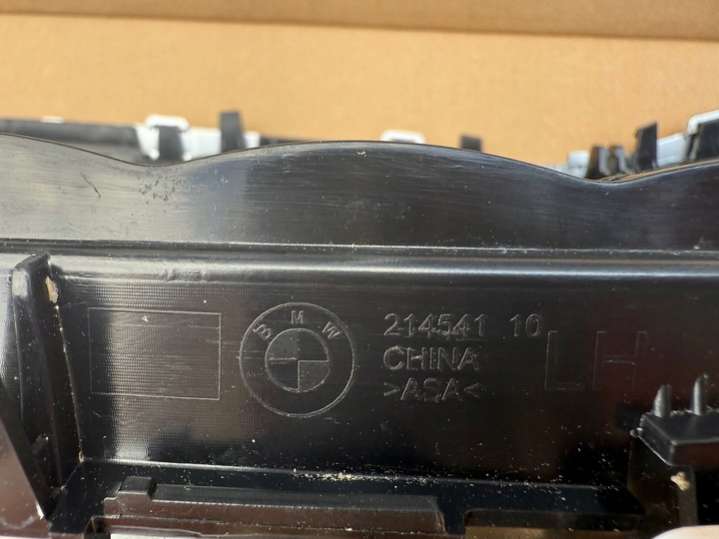 BMW
214541 10
CHINA
>ASA<
LH